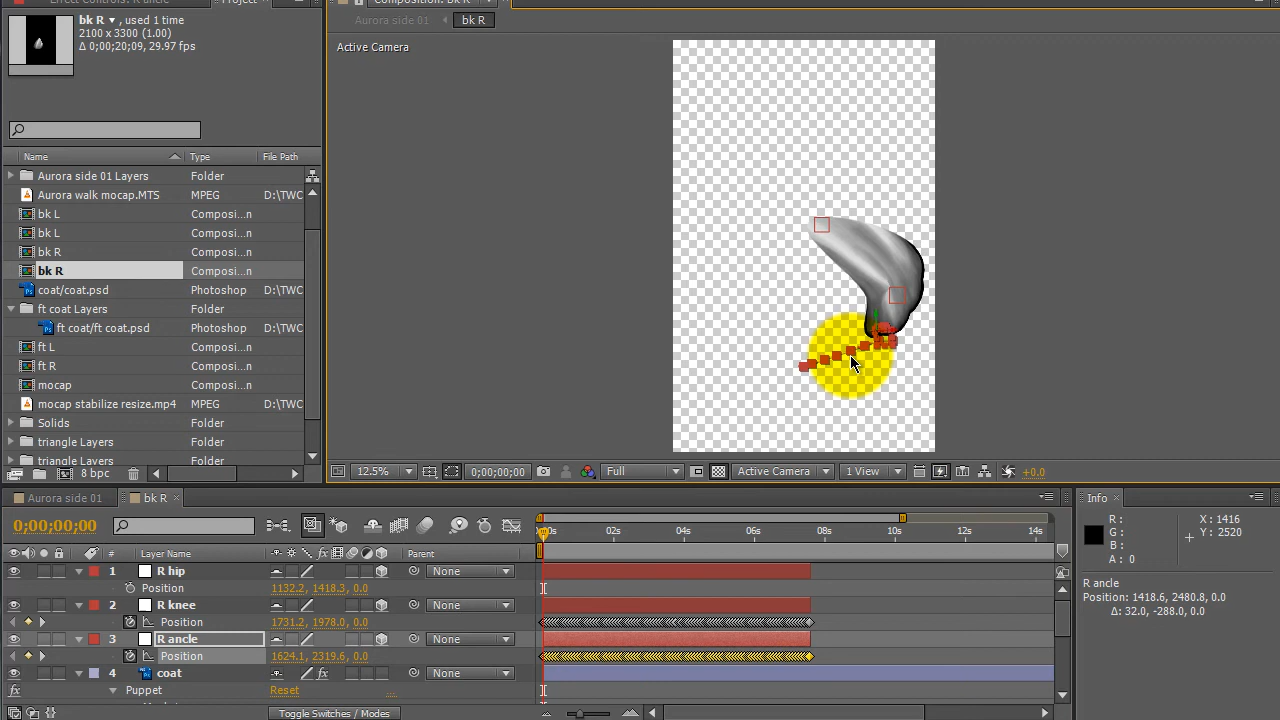 Effect Controls: R ancle
Project
Composition: bk R
bk R ▾ , used 1 time
2100 x 3300 (1.00)
Δ 0;00;20;09, 29.97 fps
Aurora side 01
bk R
Active Camera
Name Type File Path
Aurora side 01 Layers Folder
Aurora walk mocap.MTS MPEG D:\TWC
bk L Composi...n
bk L Composi...n
bk R Composi...n
bk R Composi...n
coat/coat.psd Photoshop D:\TWC
ft coat Layers Folder
ft coat/ft coat.psd Photoshop D:\TWC
ft L Composi...n
ft R Composi...n
mocap Composi...n
mocap stabilize resize.mp4 MPEG D:\TWC
Solids Folder
triangle Layers Folder
triangle Layers Folder
8 bpc
12.5% 0;00;00;00 Full Active Camera 1 View +0.0
Aurora side 01 bk R
0;00;00;00
# Layer Name Parent
02s 04s 06s 08s 10s 12s 14s
1 R hip None
Position 1132.2, 1418.3, 0.0
2 R knee None
Position 1731.2, 1978.0, 0.0
3 R ancle None
Position 1624.1, 2319.6, 0.0
4 coat None
Puppet Reset ...
Toggle Switches / Modes
Info
R :
G :
B :
A : 0
X : 1416
Y : 2520
R ancle
Position: 1418.6, 2480.8, 0.0
Δ: 32.0, -288.0, 0.0